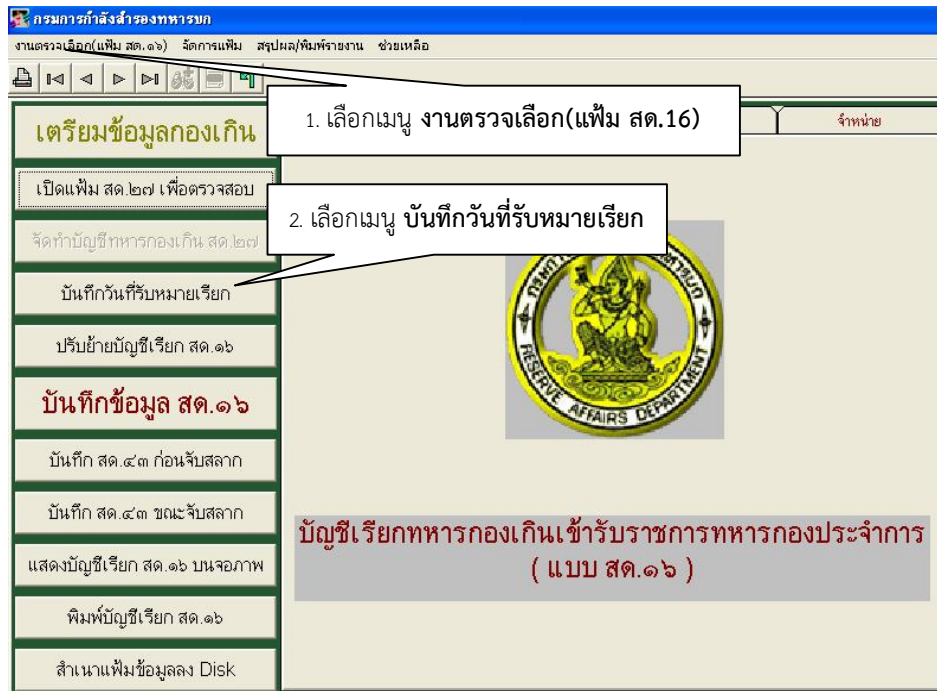 กรมการกำลังสำรองทหารบก
งานตรวจเลือก(แฟ้ม สด.๑๖) จัดการแฟ้ม สรุปผล/พิมพ์รายงาน ช่วยเหลือ
1. เลือกเมนู งานตรวจเลือก(แฟ้ม สด.16)
จำหน่าย
เตรียมข้อมูลกองเกิน
เปิดแฟ้ม สด.๒๗ เพื่อตรวจสอบ
2. เลือกเมนู บันทึกวันที่รับหมายเรียก
จัดทำบัญชีทหารกองเกิน สด.๒๗
บันทึกวันที่รับหมายเรียก
ปรับย้ายบัญชีเรียก สด.๑๖
บันทึกข้อมูล สด.๑๖
RESERVE AFFAIRS DEPARTMENT
บันทึก สด.๔๓ ก่อนจับสลาก
บันทึก สด.๔๓ ขณะจับสลาก
บัญชีเรียกทหารกองเกินเข้ารับราชการทหารกองประจำการ
( แบบ สด.๑๖ )
แสดงบัญชีเรียก สด.๑๖ บนจอภาพ
พิมพ์บัญชีเรียก สด.๑๖
สำเนาแฟ้มข้อมูลลง Disk